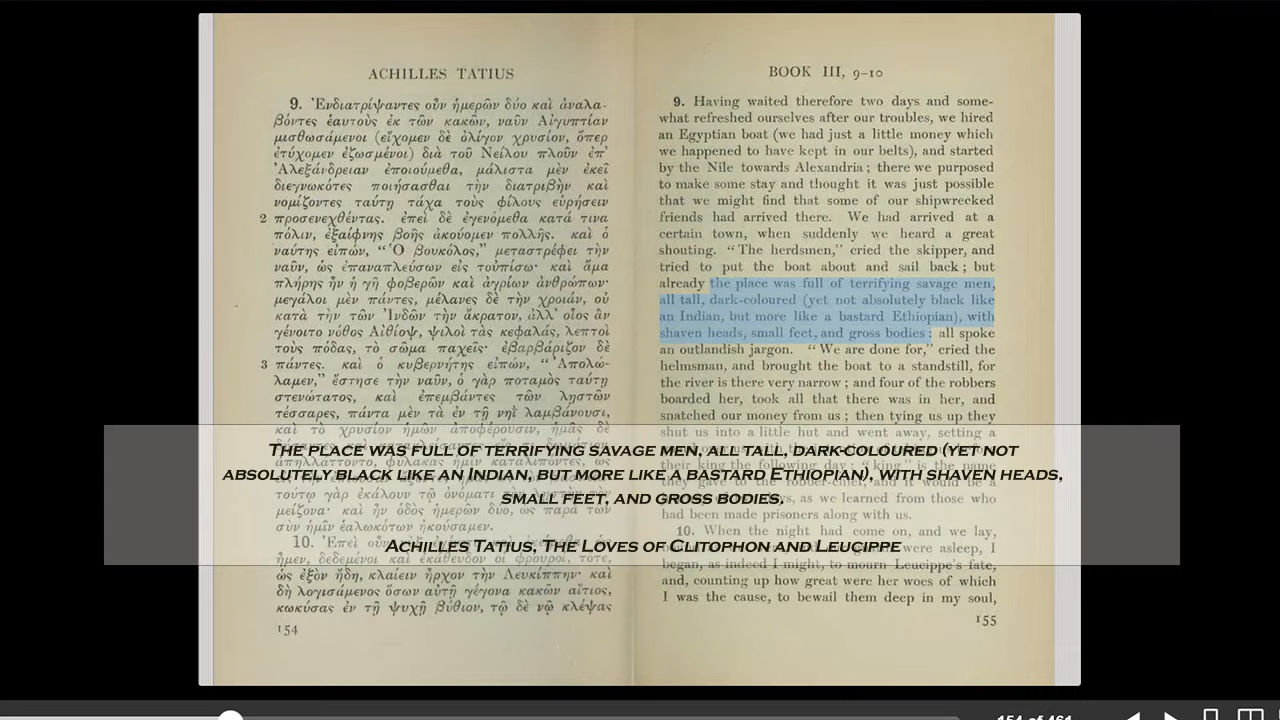 ACHILLES TATIUS
9. Ἐνδιατρίψαντες οὖν ἡμερῶν δύο καὶ ἀναλα-
βόντες ἑαυτοὺς ἐκ τῶν κακῶν, ναῦν Αἰγυπτίαν
μισθωσάμενοι (εἴχομεν δὲ ὀλίγον χρυσίον, ὅπερ
ἐτύχομεν ἐζωσμένοι) διὰ τοῦ Νείλου πλοῦν ἐπ᾽
Ἀλεξάνδρειαν ἐποιούμεθα, μάλιστα μὲν ἐκεῖ
διεγνωκότες ποιήσασθαι τὴν διατριβὴν καὶ
νομίζοντες ταύτῃ τάχα τοὺς φίλους εὑρήσειν
2 προσενεχθέντας. ἐπεὶ δὲ ἐγενόμεθα κατά τινα
πόλιν, ἐξαίφνης βοῆς ἀκούομεν πολλῆς. καὶ ὁ
ναύτης εἰπών, “Ὁ βουκόλος,” μεταστρέφει τὴν
ναῦν, ὡς ἐπαναπλεύσων εἰς τοὐπίσω· καὶ ἅμα
πλήρης ἦν ἡ γῆ φοβερῶν καὶ ἀγρίων ἀνθρώπων·
μεγάλοι μὲν πάντες, μέλανες δὲ τὴν χροιάν, οὐ
κατὰ τὴν τῶν Ἰνδῶν τὴν ἄκρατον, ἀλλ᾽ οἷος ἂν
γένοιτο νόθος Αἰθίοψ, ψιλοὶ τὰς κεφαλάς, λεπτοὶ
τοὺς πόδας, τὸ σῶμα παχεῖς· ἐβαρβάριζον δὲ
3 πάντες. καὶ ὁ κυβερνήτης εἰπών, “Ἀπολώ-
λαμεν,” ἔστησε τὴν ναῦν, ὁ γὰρ ποταμὸς ταύτῃ
στενώτατος, καὶ ἐπεμβάντες τῶν λῃστῶν
τέσσαρες, πάντα μὲν τὰ ἐν τῇ νηῒ λαμβάνουσι,
καὶ τὸ χρυσίον ἡμῶν ἀποφέρουσιν, ἡμᾶς δὲ
μείζονα· καὶ ἦν ὁδὸς ἡμερῶν δύο, ὡς παρὰ τῶν
σὺν ἡμῖν ἑαλωκότων ἠκούσαμεν.
ὡς ἐξὸν ἤδη, κλαίειν ἦρχον τὴν Λευκίππην· καὶ
δὴ λογισάμενος ὅσων αὐτῇ γέγονα κακῶν αἴτιος,
κωκύσας ἐν τῇ ψυχῇ βύθιον, τῷ δὲ νῷ κλέψας
154
BOOK III, 9-10
9. Having waited therefore two days and some-
what refreshed ourselves after our troubles, we hired
an Egyptian boat (we had just a little money which
we happened to have kept in our belts), and started
by the Nile towards Alexandria; there we purposed
to make some stay and thought it was just possible
that we might find that some of our shipwrecked
friends had arrived there. We had arrived at a
certain town, when suddenly we heard a great
shouting. “The herdsmen,” cried the skipper, and
tried to put the boat about and sail back; but
already the place was full of terrifying savage men,
all tall, dark-coloured (yet not absolutely black like
an Indian, but more like a bastard Ethiopian), with
shaven heads, small feet, and gross bodies: all spoke
an outlandish jargon. “We are done for,” cried the
helmsman, and brought the boat to a standstill, for
the river is there very narrow; and four of the robbers
boarded her, took all that there was in her, and
snatched our money from us; then tying us up they
shut us into a little hut and went away, setting a
had been made prisoners along with us.
10. When the night had come on, and we lay,
began, as indeed I might, to mourn Leucippe's fate,
and, counting up how great were her woes of which
I was the cause, to bewail them deep in my soul,
155
The place was full of terrifying savage men, all tall, dark-coloured (yet not
absolutely black like an Indian, but more like a bastard Ethiopian), with shaven heads,
small feet, and gross bodies.
Achilles Tatius, The Loves of Clitophon and Leucippe
154 of 461